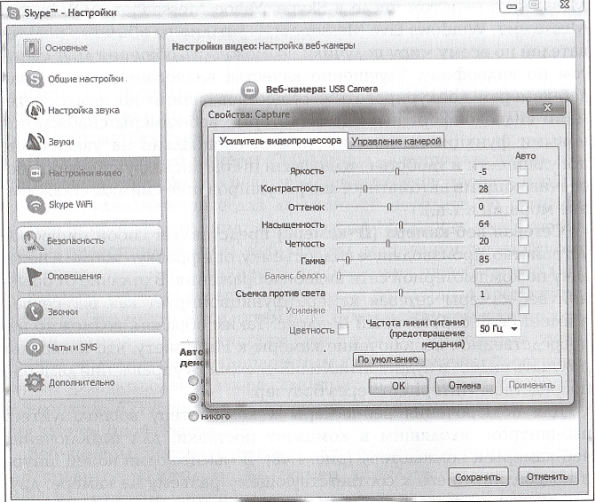 Skype™ - Настройки
Основные
Общие настройки
Настройка звука
Звуки
Настройки видео
Skype WiFi
Безопасность
Оповещения
Звонки
Чаты и SMS
Дополнительно
Настройки видео: Настройка веб-камеры
Веб-камера: USB Camera
Свойства: Capture
Усилитель видеопроцессора
Управление камерой
Авто
Яркость -5
Контрастность 28
Оттенок 0
Насыщенность 64
Четкость 20
Гамма 85
Баланс белого
Съемка против света 1
Усиление
Цветность
Частота линии питания
(предотвращение
мерцания)
50 Гц
По умолчанию
ОК Отмена Применить
никого
Сохранить Отменить